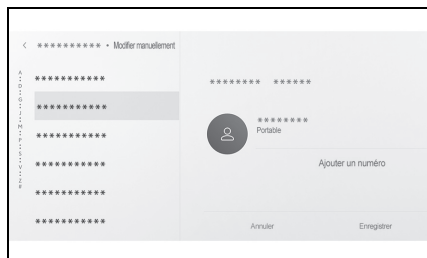 ********** • Modifier manuellement
A
D
G
J
M
P
S
V
Z
#
***********
***********
***********
***********
***********
***********
******** ******
********
Portable
Ajouter un numéro
Annuler
Enregistrer